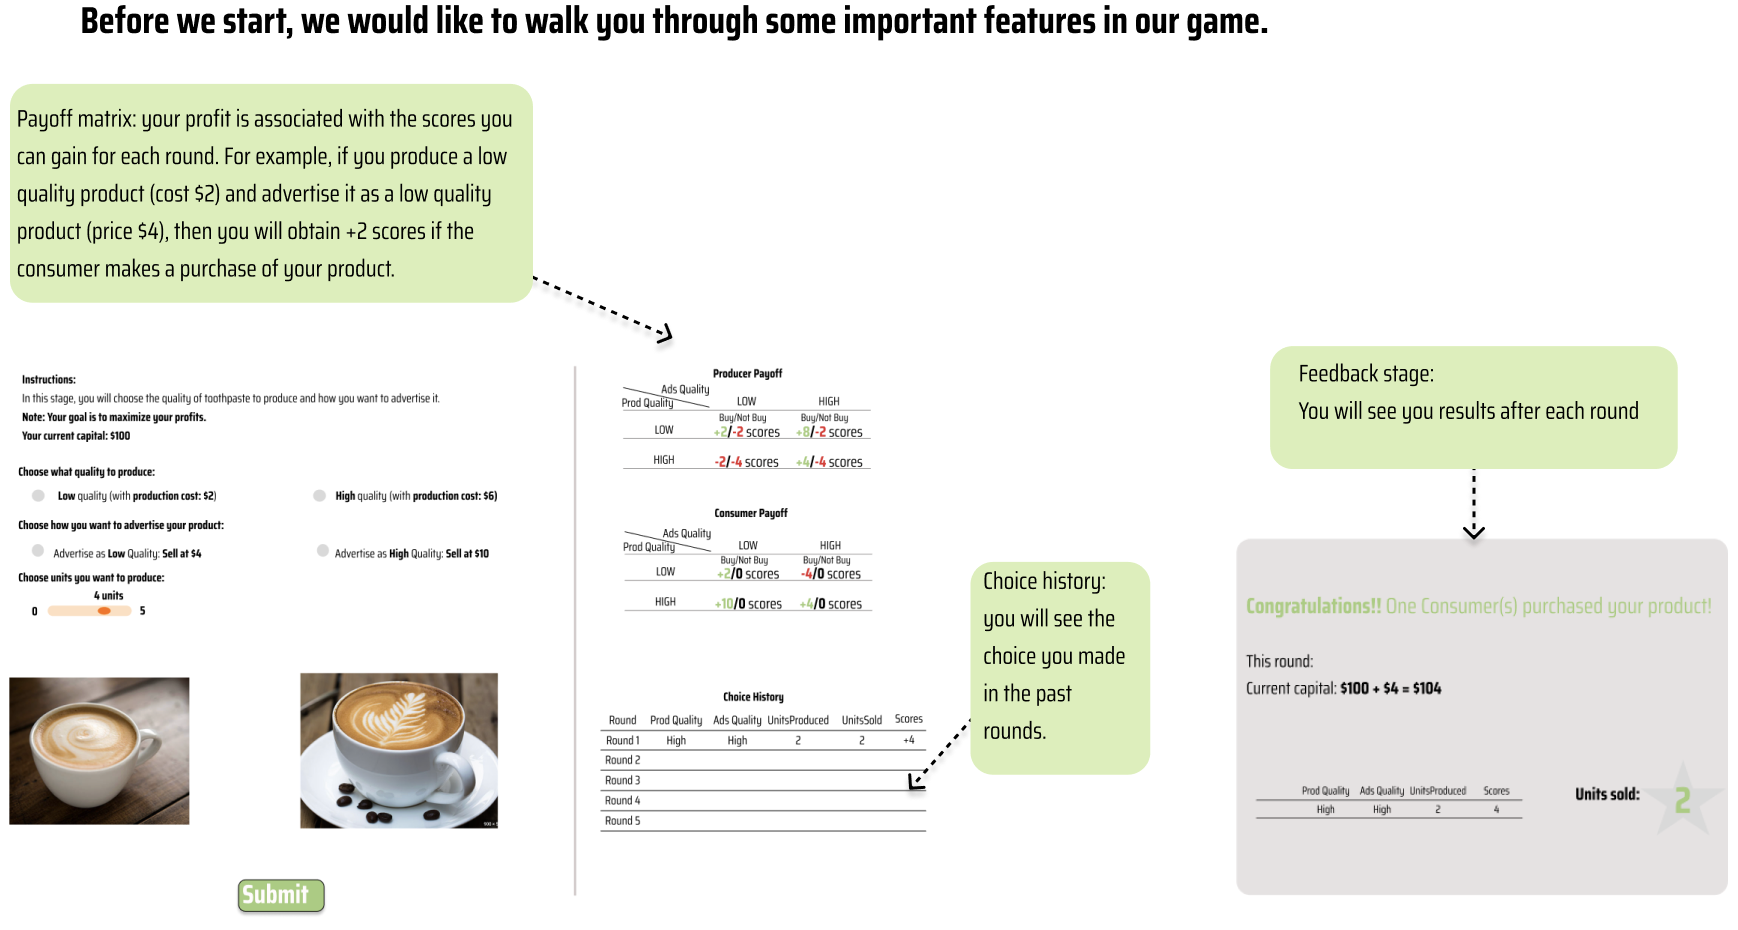 Before we start, we would like to walk you through some important features in our game.
Payoff matrix: your profit is associated with the scores you
can gain for each round. For example, if you produce a low
quality product (cost $2) and advertise it as a low quality
product (price $4), then you will obtain +2 scores if the
consumer makes a purchase of your product.
Instructions:
In this stage, you will choose the quality of toothpaste to produce and how you want to advertise it.
Note: Your goal is to maximize your profits.
Your current capital: $100
Choose what quality to produce:
Low quality (with production cost: $2)
High quality (with production cost: $6)
Choose how you want to advertise your product:
Advertise as Low Quality: Sell at $4
Advertise as High Quality: Sell at $10
Choose units you want to produce:
4 units
0 5
Submit
Producer Payoff
Ads Quality
Prod Quality LOW HIGH
Buy/Not Buy Buy/Not Buy
LOW +2/-2 scores +8/-2 scores
HIGH -2/-4 scores +4/-4 scores
Consumer Payoff
Ads Quality
Prod Quality LOW HIGH
Buy/Not Buy Buy/Not Buy
LOW +2/0 scores -4/0 scores
HIGH +10/0 scores +4/0 scores
Choice History
Round Prod Quality Ads Quality UnitsProduced UnitsSold Scores
Round 1 High High 2 2 +4
Round 2
Round 3
Round 4
Round 5
Choice history:
you will see the
choice you made
in the past
rounds.
Feedback stage:
You will see you results after each round
Congratulations!! One Consumer(s) purchased your product!
This round:
Current capital: $100 + $4 = $104
Prod Quality Ads Quality UnitsProduced Scores
High High 2 4
Units sold: 2